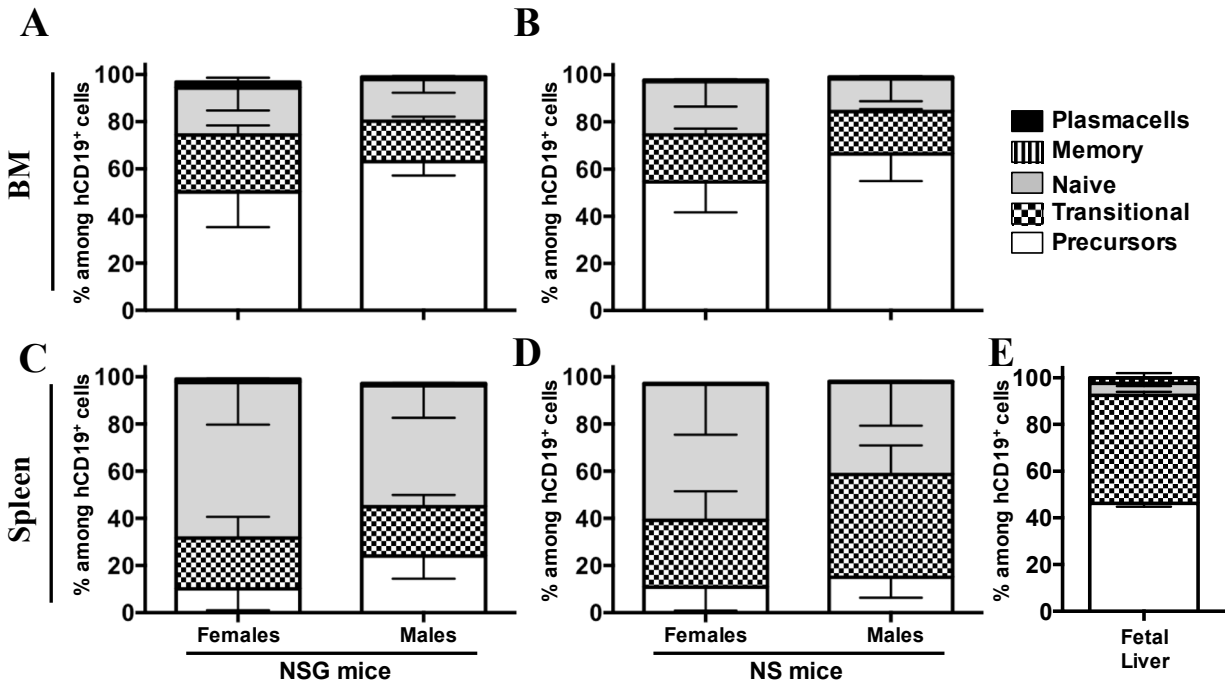 A
B
BM
% among hCD19+ cells
100
80
60
40
20
0
% among hCD19+ cells
100
80
60
40
20
0
Plasmacells
Memory
Naive
Transitional
Precursors
C
D
E
Spleen
% among hCD19+ cells
100
80
60
40
20
0
Females
Males
NSG mice
% among hCD19+ cells
100
80
60
40
20
0
Females
Males
NS mice
% among hCD19+ cells
100
80
60
40
20
0
Fetal
Liver